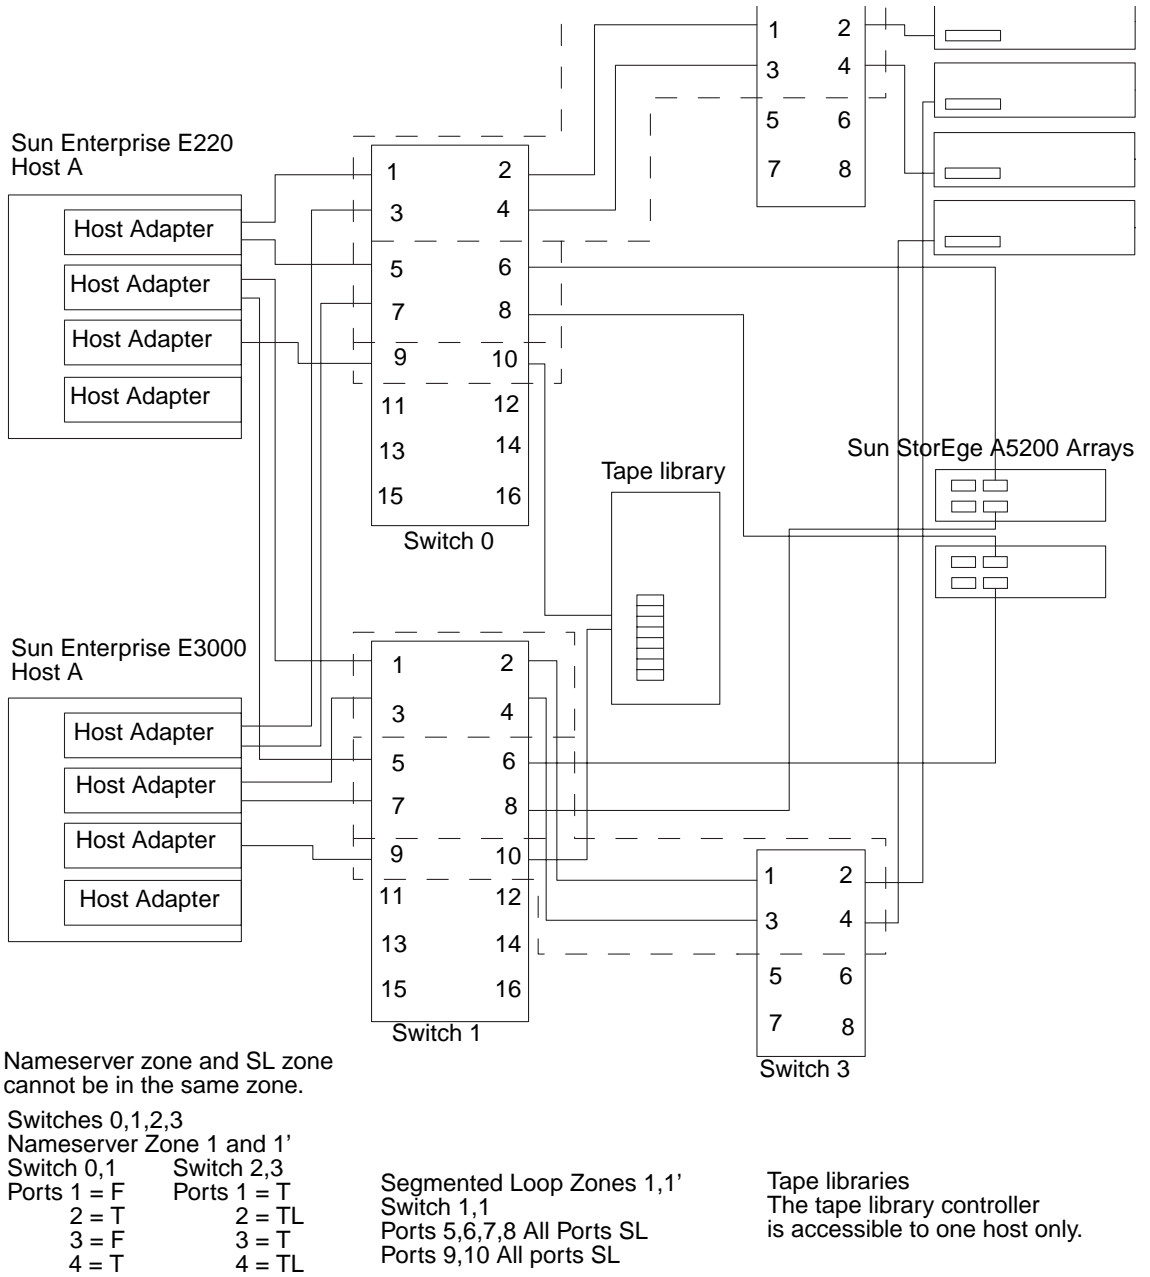 1 2
3 4
5 6
7 8
Sun Enterprise E220
Host A
Host Adapter
Host Adapter
Host Adapter
Host Adapter
1 2
3 4
5 6
7 8
9 10
11 12
13 14
15 16
Switch 0
Tape library
Sun StorEge A5200 Arrays
Sun Enterprise E3000
Host A
Host Adapter
Host Adapter
Host Adapter
Host Adapter
1 2
3 4
5 6
7 8
9 10
11 12
13 14
15 16
Switch 1
1 2
3 4
5 6
7 8
Switch 3
Nameserver zone and SL zone
cannot be in the same zone.
Switches 0,1,2,3
Nameserver Zone 1 and 1’
Switch 0,1 Switch 2,3
Ports 1 = F Ports 1 = T
2 = T 2 = TL
3 = F 3 = T
4 = T 4 = TL
Segmented Loop Zones 1,1’
Switch 1,1
Ports 5,6,7,8 All Ports SL
Ports 9,10 All ports SL
Tape libraries
The tape library controller
is accessible to one host only.